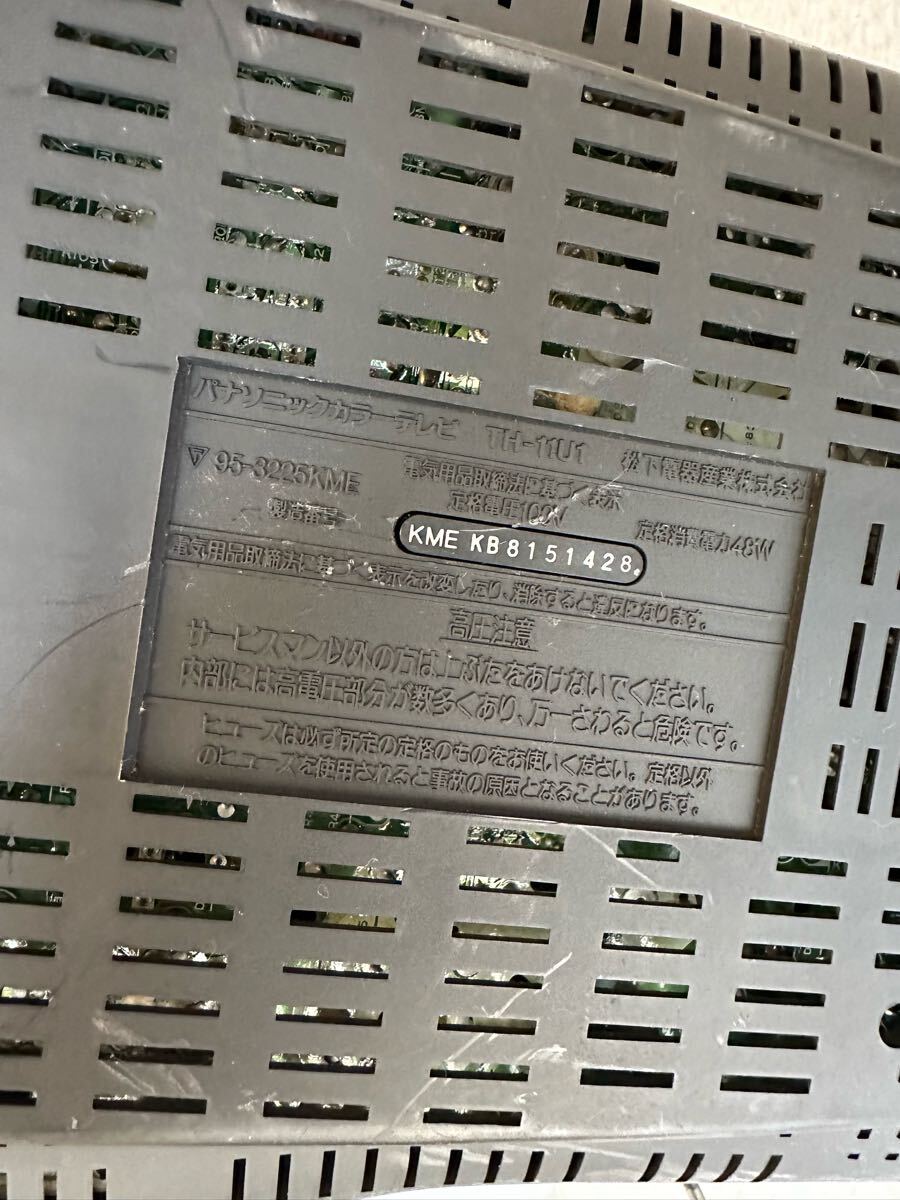 パナソニックカラーテレビ TH-11U1 松下電器産業株式会社
95-3225KME 電気用品取締法に基づく表示
定格電圧100V 定格消費電力48W
製造番号 KME KB8151428
電気用品取締法に基づく表示を改変したり、消除すると違反になります。
高圧注意
サービスマン以外の方は上ぶたをあけないでください。
内部には高電圧部分が数多くあり、万一さわると危険です。
ヒューズは必ず所定の定格のものをお使いください。定格以外
のヒューズを使用されると事故の原因となることがあります。